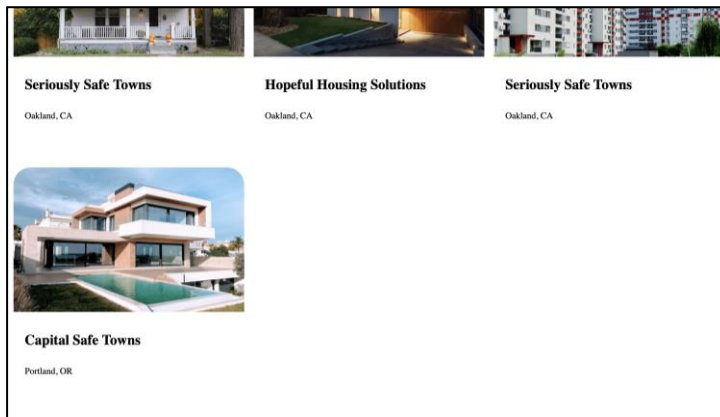 Seriously Safe Towns
Oakland, CA
Hopeful Housing Solutions
Oakland, CA
Seriously Safe Towns
Oakland, CA
Capital Safe Towns
Portland, OR